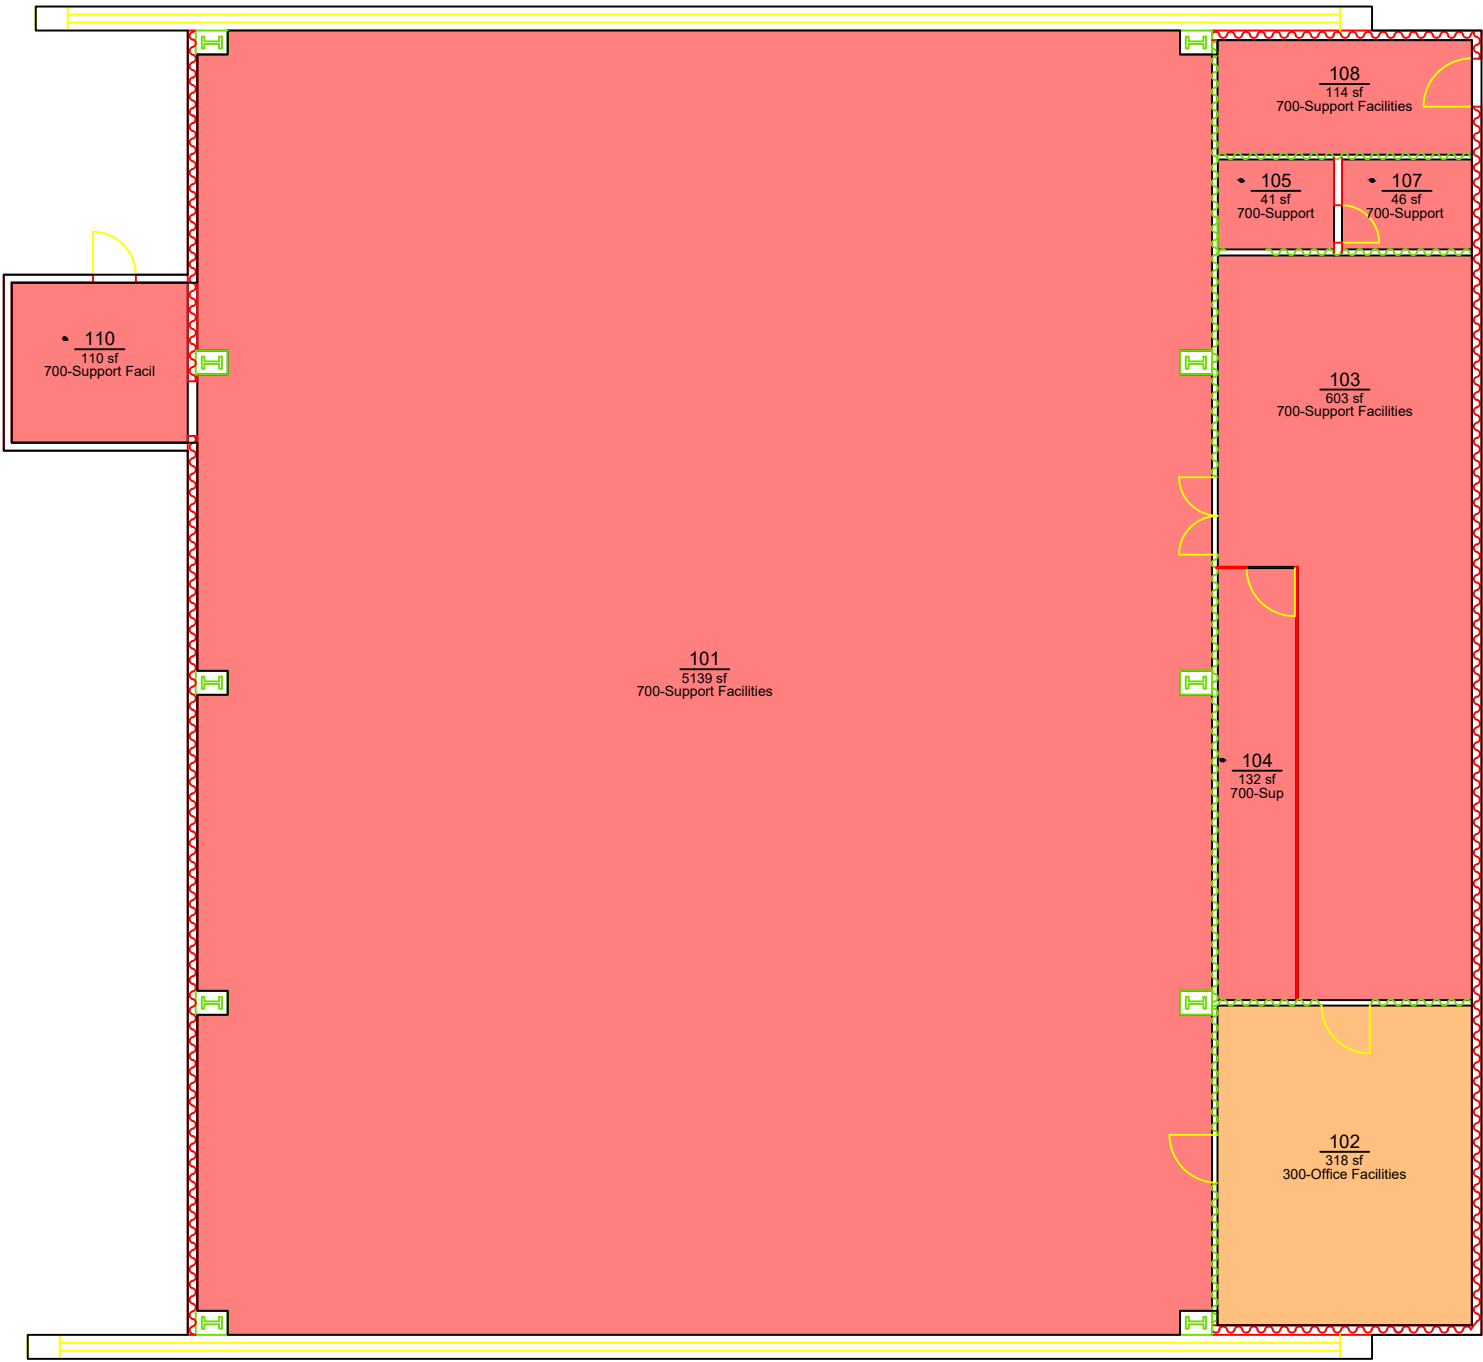 108
114 sf
700-Support Facilities
105
41 sf
700-Support
107
46 sf
700-Support
110
110 sf
700-Support Facil
103
603 sf
700-Support Facilities
101
5139 sf
700-Support Facilities
104
132 sf
700-Sup
102
318 sf
300-Office Facilities